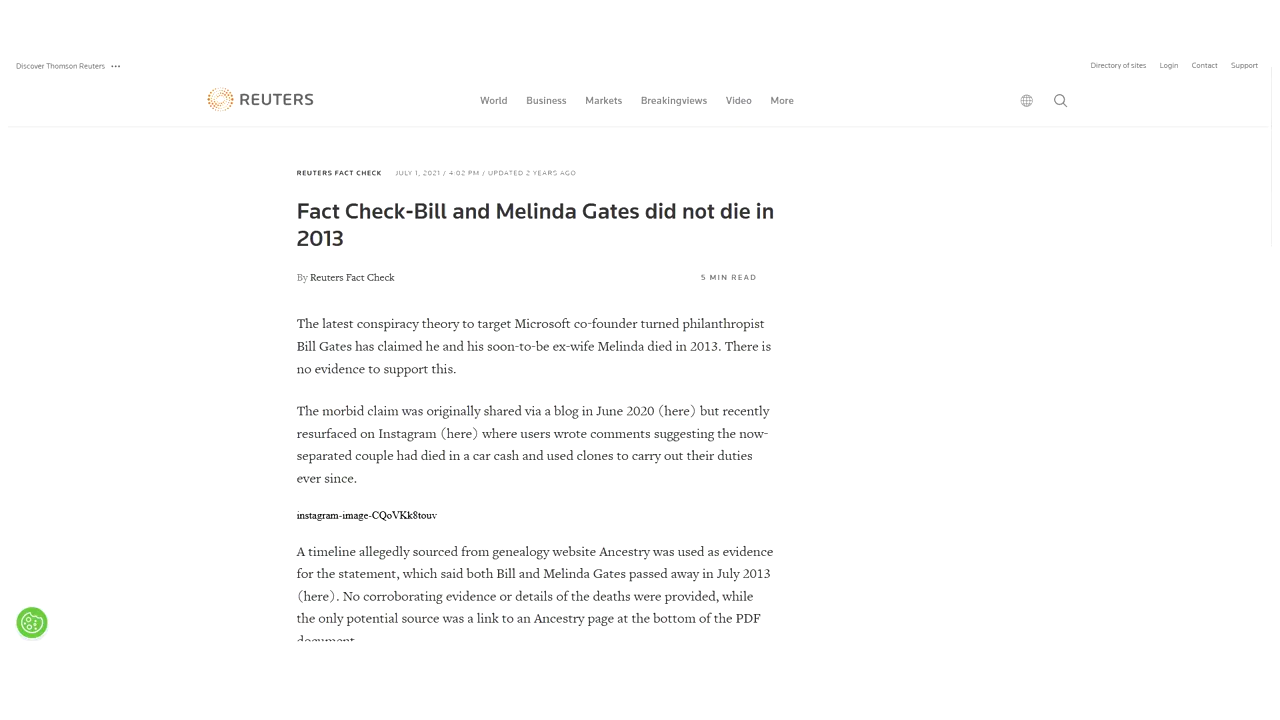 Discover Thomson Reuters ...
Directory of sites Login Contact Support
REUTERS
World Business Markets Breakingviews Video More
REUTERS FACT CHECK JULY 1, 2021 / 4:02 PM / UPDATED 2 YEARS AGO
Fact Check-Bill and Melinda Gates did not die in
2013
By Reuters Fact Check 5 MIN READ
The latest conspiracy theory to target Microsoft co-founder turned philanthropist
Bill Gates has claimed he and his soon-to-be ex-wife Melinda died in 2013. There is
no evidence to support this.
The morbid claim was originally shared via a blog in June 2020 (here) but recently
resurfaced on Instagram (here) where users wrote comments suggesting the now-
separated couple had died in a car cash and used clones to carry out their duties
ever since.
instagram-image-CQoVKk8touv
A timeline allegedly sourced from genealogy website Ancestry was used as evidence
for the statement, which said both Bill and Melinda Gates passed away in July 2013
(here). No corroborating evidence or details of the deaths were provided, while
the only potential source was a link to an Ancestry page at the bottom of the PDF
document.